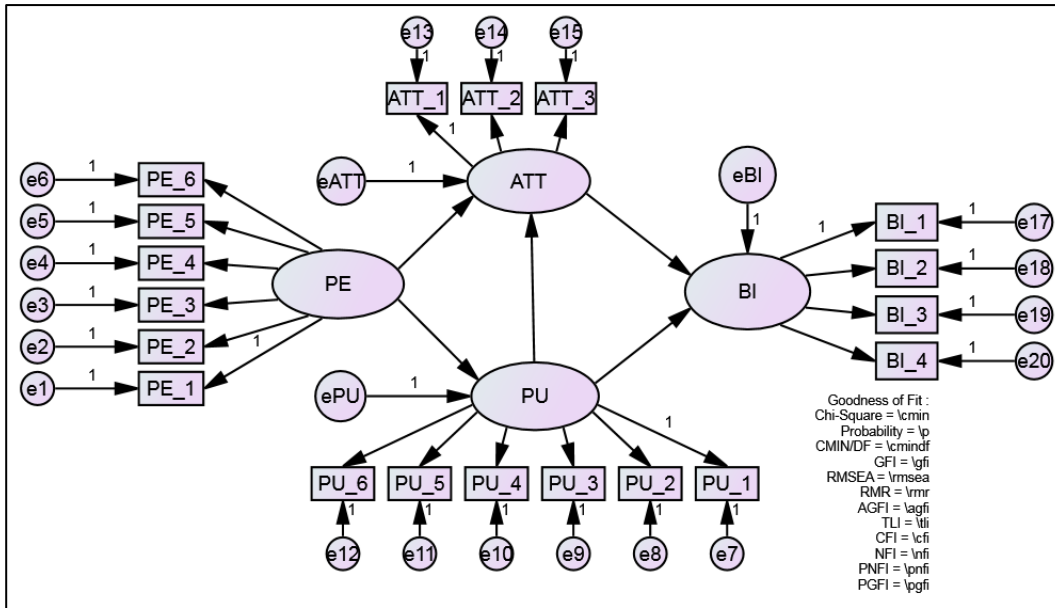 e13 e14 e15
1 1 1
ATT_1 ATT_2 ATT_3
1
e6 1 PE_6
eATT 1 ATT
eBI
1
e5 1 PE_5
1 BI_1 1 e17
e4 1 PE_4
BI_2 1 e18
PE
BI
e3 1 PE_3
BI_3 1 e19
e2 1 PE_2
1
BI_4 1 e20
e1 1 PE_1
ePU 1 PU
1
PU_6 PU_5 PU_4 PU_3 PU_2 PU_1
1 1 1 1 1 1
e12 e11 e10 e9 e8 e7
Goodness of Fit :
Chi-Square = \cmin
Probability = \p
CMIN/DF = \cmindf
GFI = \gfi
RMSEA = \rmsea
RMR = \rmr
AGFI = \agfi
TLI = \tli
CFI = \cfi
NFI = \nfi
PNFI = \pnfi
PGFI = \pgfi